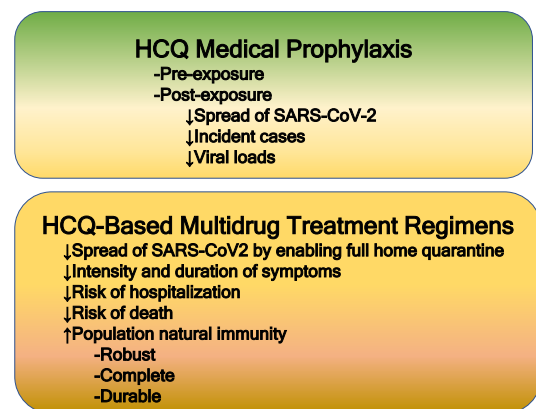 HCQ Medical Prophylaxis
-Pre-exposure
-Post-exposure
↓Spread of SARS-CoV-2
↓Incident cases
↓Viral loads
HCQ-Based Multidrug Treatment Regimens
↓Spread of SARS-CoV2 by enabling full home quarantine
↓Intensity and duration of symptoms
↓Risk of hospitalization
↓Risk of death
↑Population natural immunity
-Robust
-Complete
-Durable